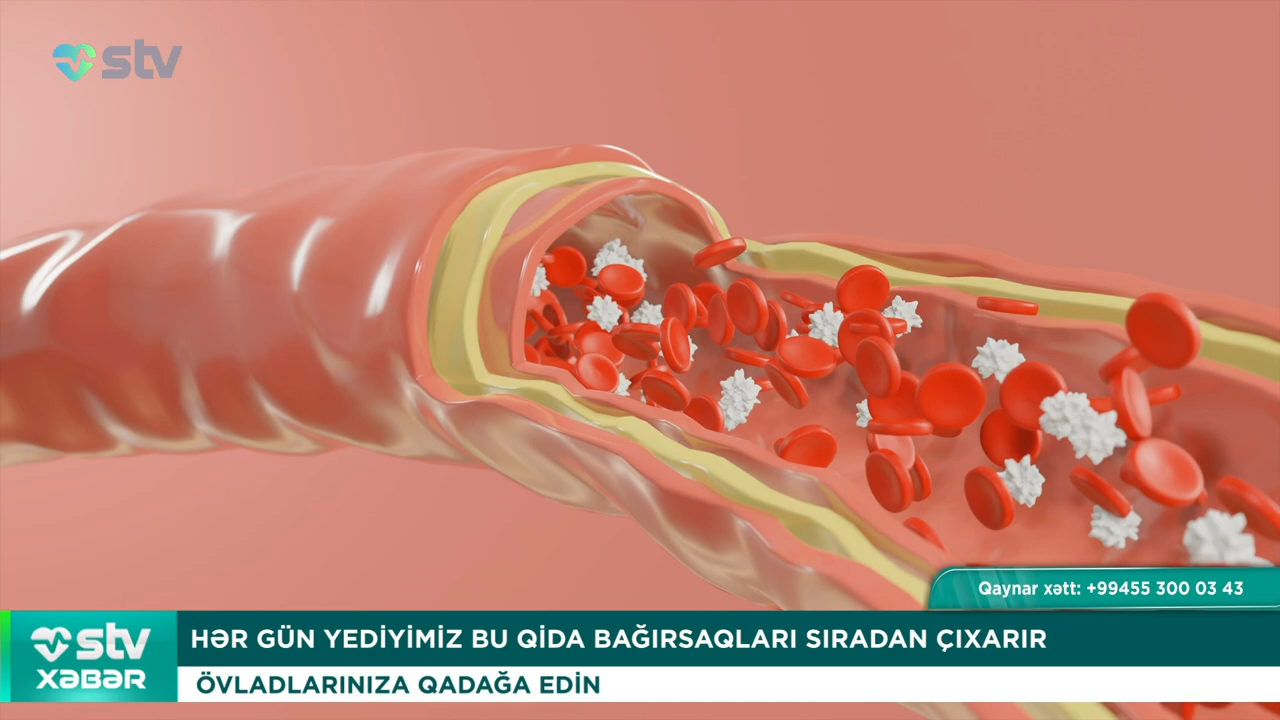 stv
Qaynar xətt: +99455 300 03 43
stv
XƏBƏR
HƏR GÜN YEDİYİMİZ BU QİDA BAĞIRSAQLARI SIRADAN ÇIXARIR
ÖVLADLARINIZA QADAĞA EDİN